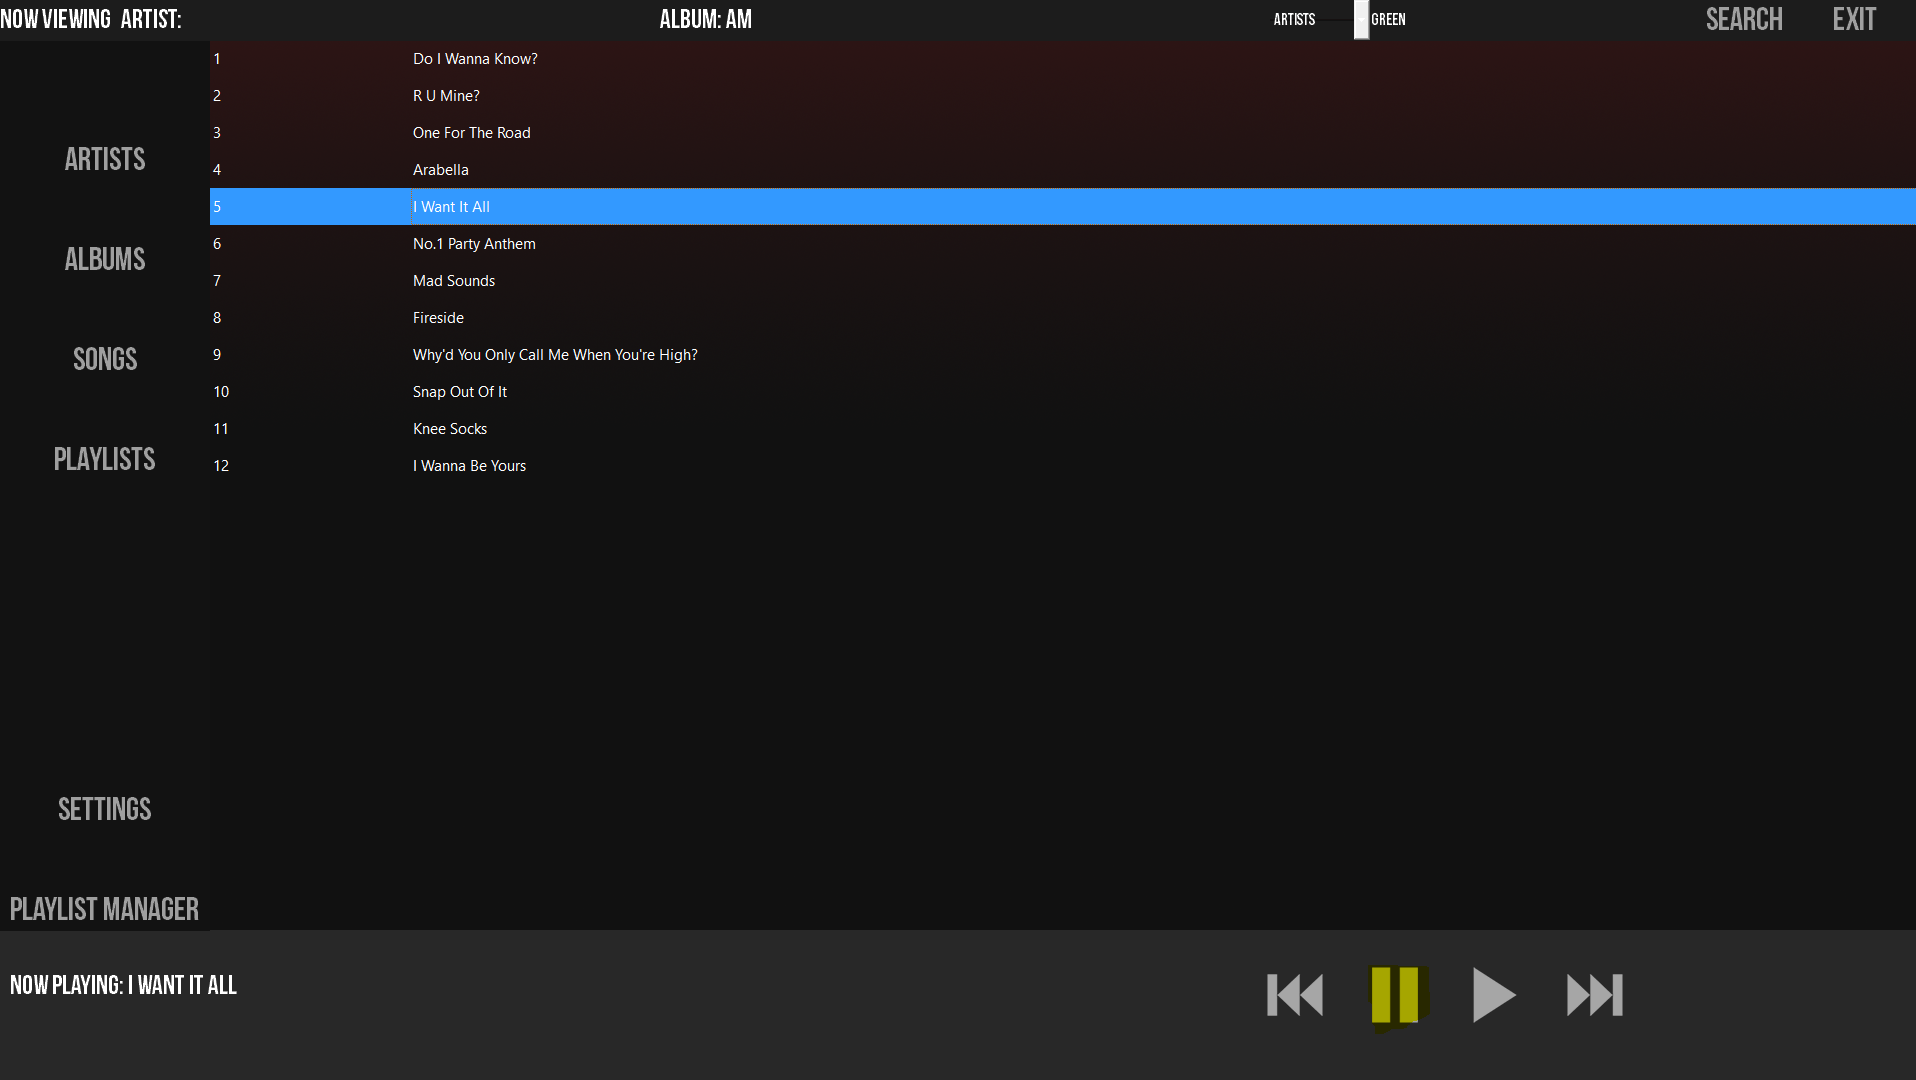 NOW VIEWING ARTIST: ALBUM: AM ARTISTS GREEN SEARCH EXIT
1 Do I Wanna Know?
2 R U Mine?
3 One For The Road
4 Arabella
5 I Want It All
6 No.1 Party Anthem
7 Mad Sounds
8 Fireside
9 Why'd You Only Call Me When You're High?
10 Snap Out Of It
11 Knee Socks
12 I Wanna Be Yours
ARTISTS
ALBUMS
SONGS
PLAYLISTS
SETTINGS
PLAYLIST MANAGER
NOW PLAYING: I WANT IT ALL